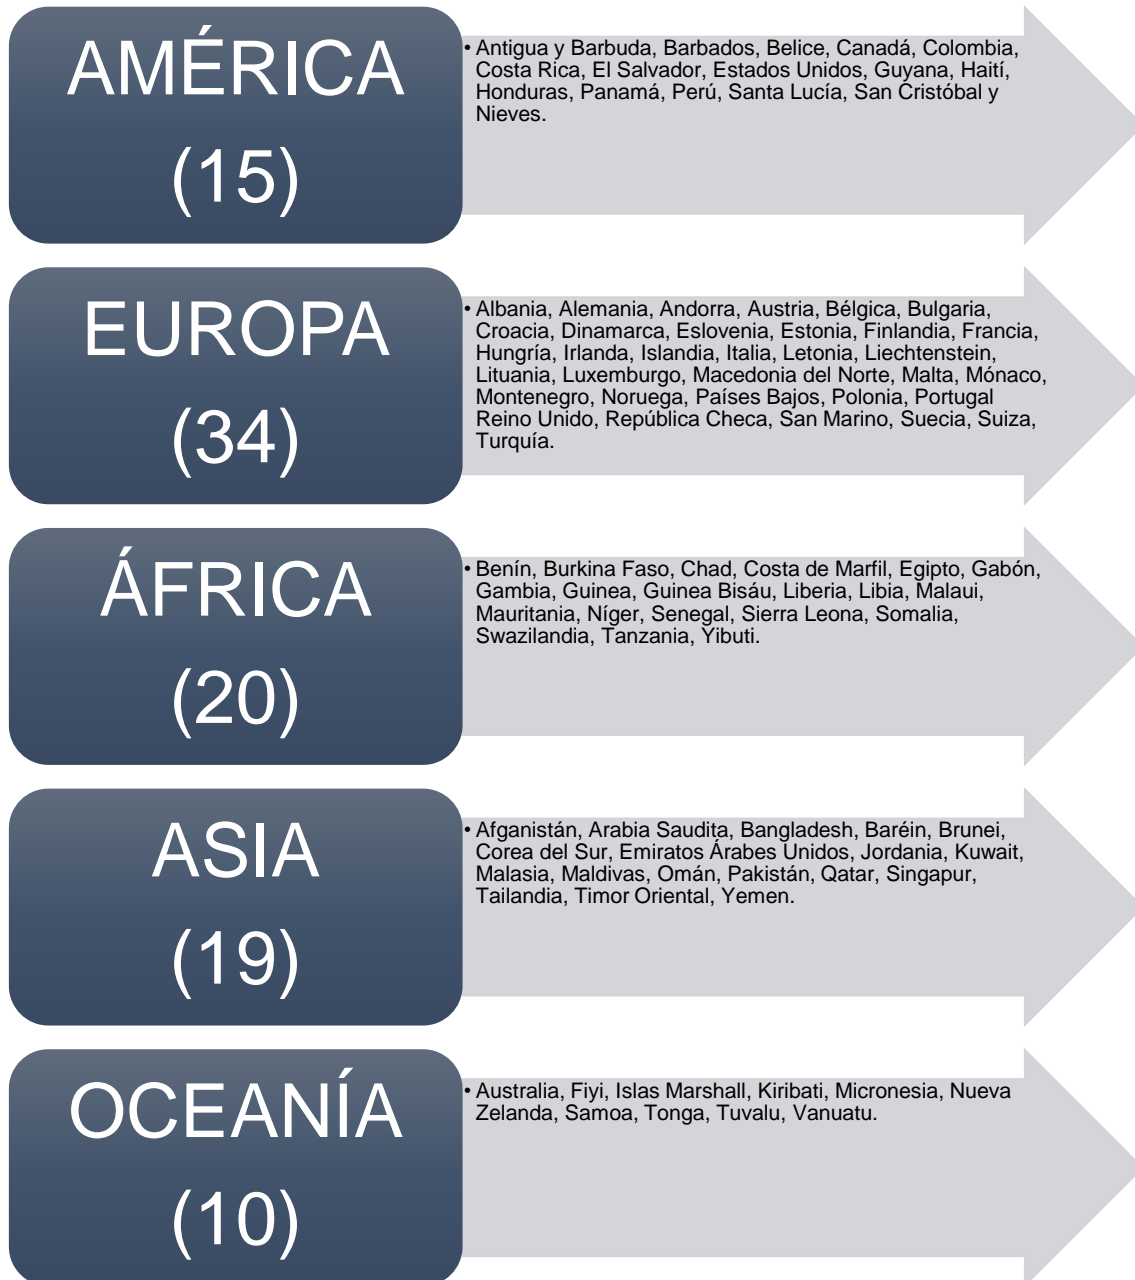 AMÉRICA
(15)
• Antigua y Barbuda, Barbados, Belice, Canadá, Colombia,
Costa Rica, El Salvador, Estados Unidos, Guyana, Haití,
Honduras, Panamá, Perú, Santa Lucía, San Cristóbal y
Nieves.
EUROPA
(34)
• Albania, Alemania, Andorra, Austria, Bélgica, Bulgaria,
Croacia, Dinamarca, Eslovenia, Estonia, Finlandia, Francia,
Hungría, Irlanda, Islandia, Italia, Letonia, Liechtenstein,
Lituania, Luxemburgo, Macedonia del Norte, Malta, Mónaco,
Montenegro, Noruega, Países Bajos, Polonia, Portugal
Reino Unido, República Checa, San Marino, Suecia, Suiza,
Turquía.
ÁFRICA
(20)
• Benín, Burkina Faso, Chad, Costa de Marfil, Egipto, Gabón,
Gambia, Guinea, Guinea Bisáu, Liberia, Libia, Malaui,
Mauritania, Níger, Senegal, Sierra Leona, Somalia,
Swazilandia, Tanzania, Yibuti.
ASIA
(19)
• Afganistán, Arabia Saudita, Bangladesh, Baréin, Brunei,
Corea del Sur, Emiratos Árabes Unidos, Jordania, Kuwait,
Malasia, Maldivas, Omán, Pakistán, Qatar, Singapur,
Tailandia, Timor Oriental, Yemen.
OCEANÍA
(10)
• Australia, Fiyi, Islas Marshall, Kiribati, Micronesia, Nueva
Zelanda, Samoa, Tonga, Tuvalu, Vanuatu.